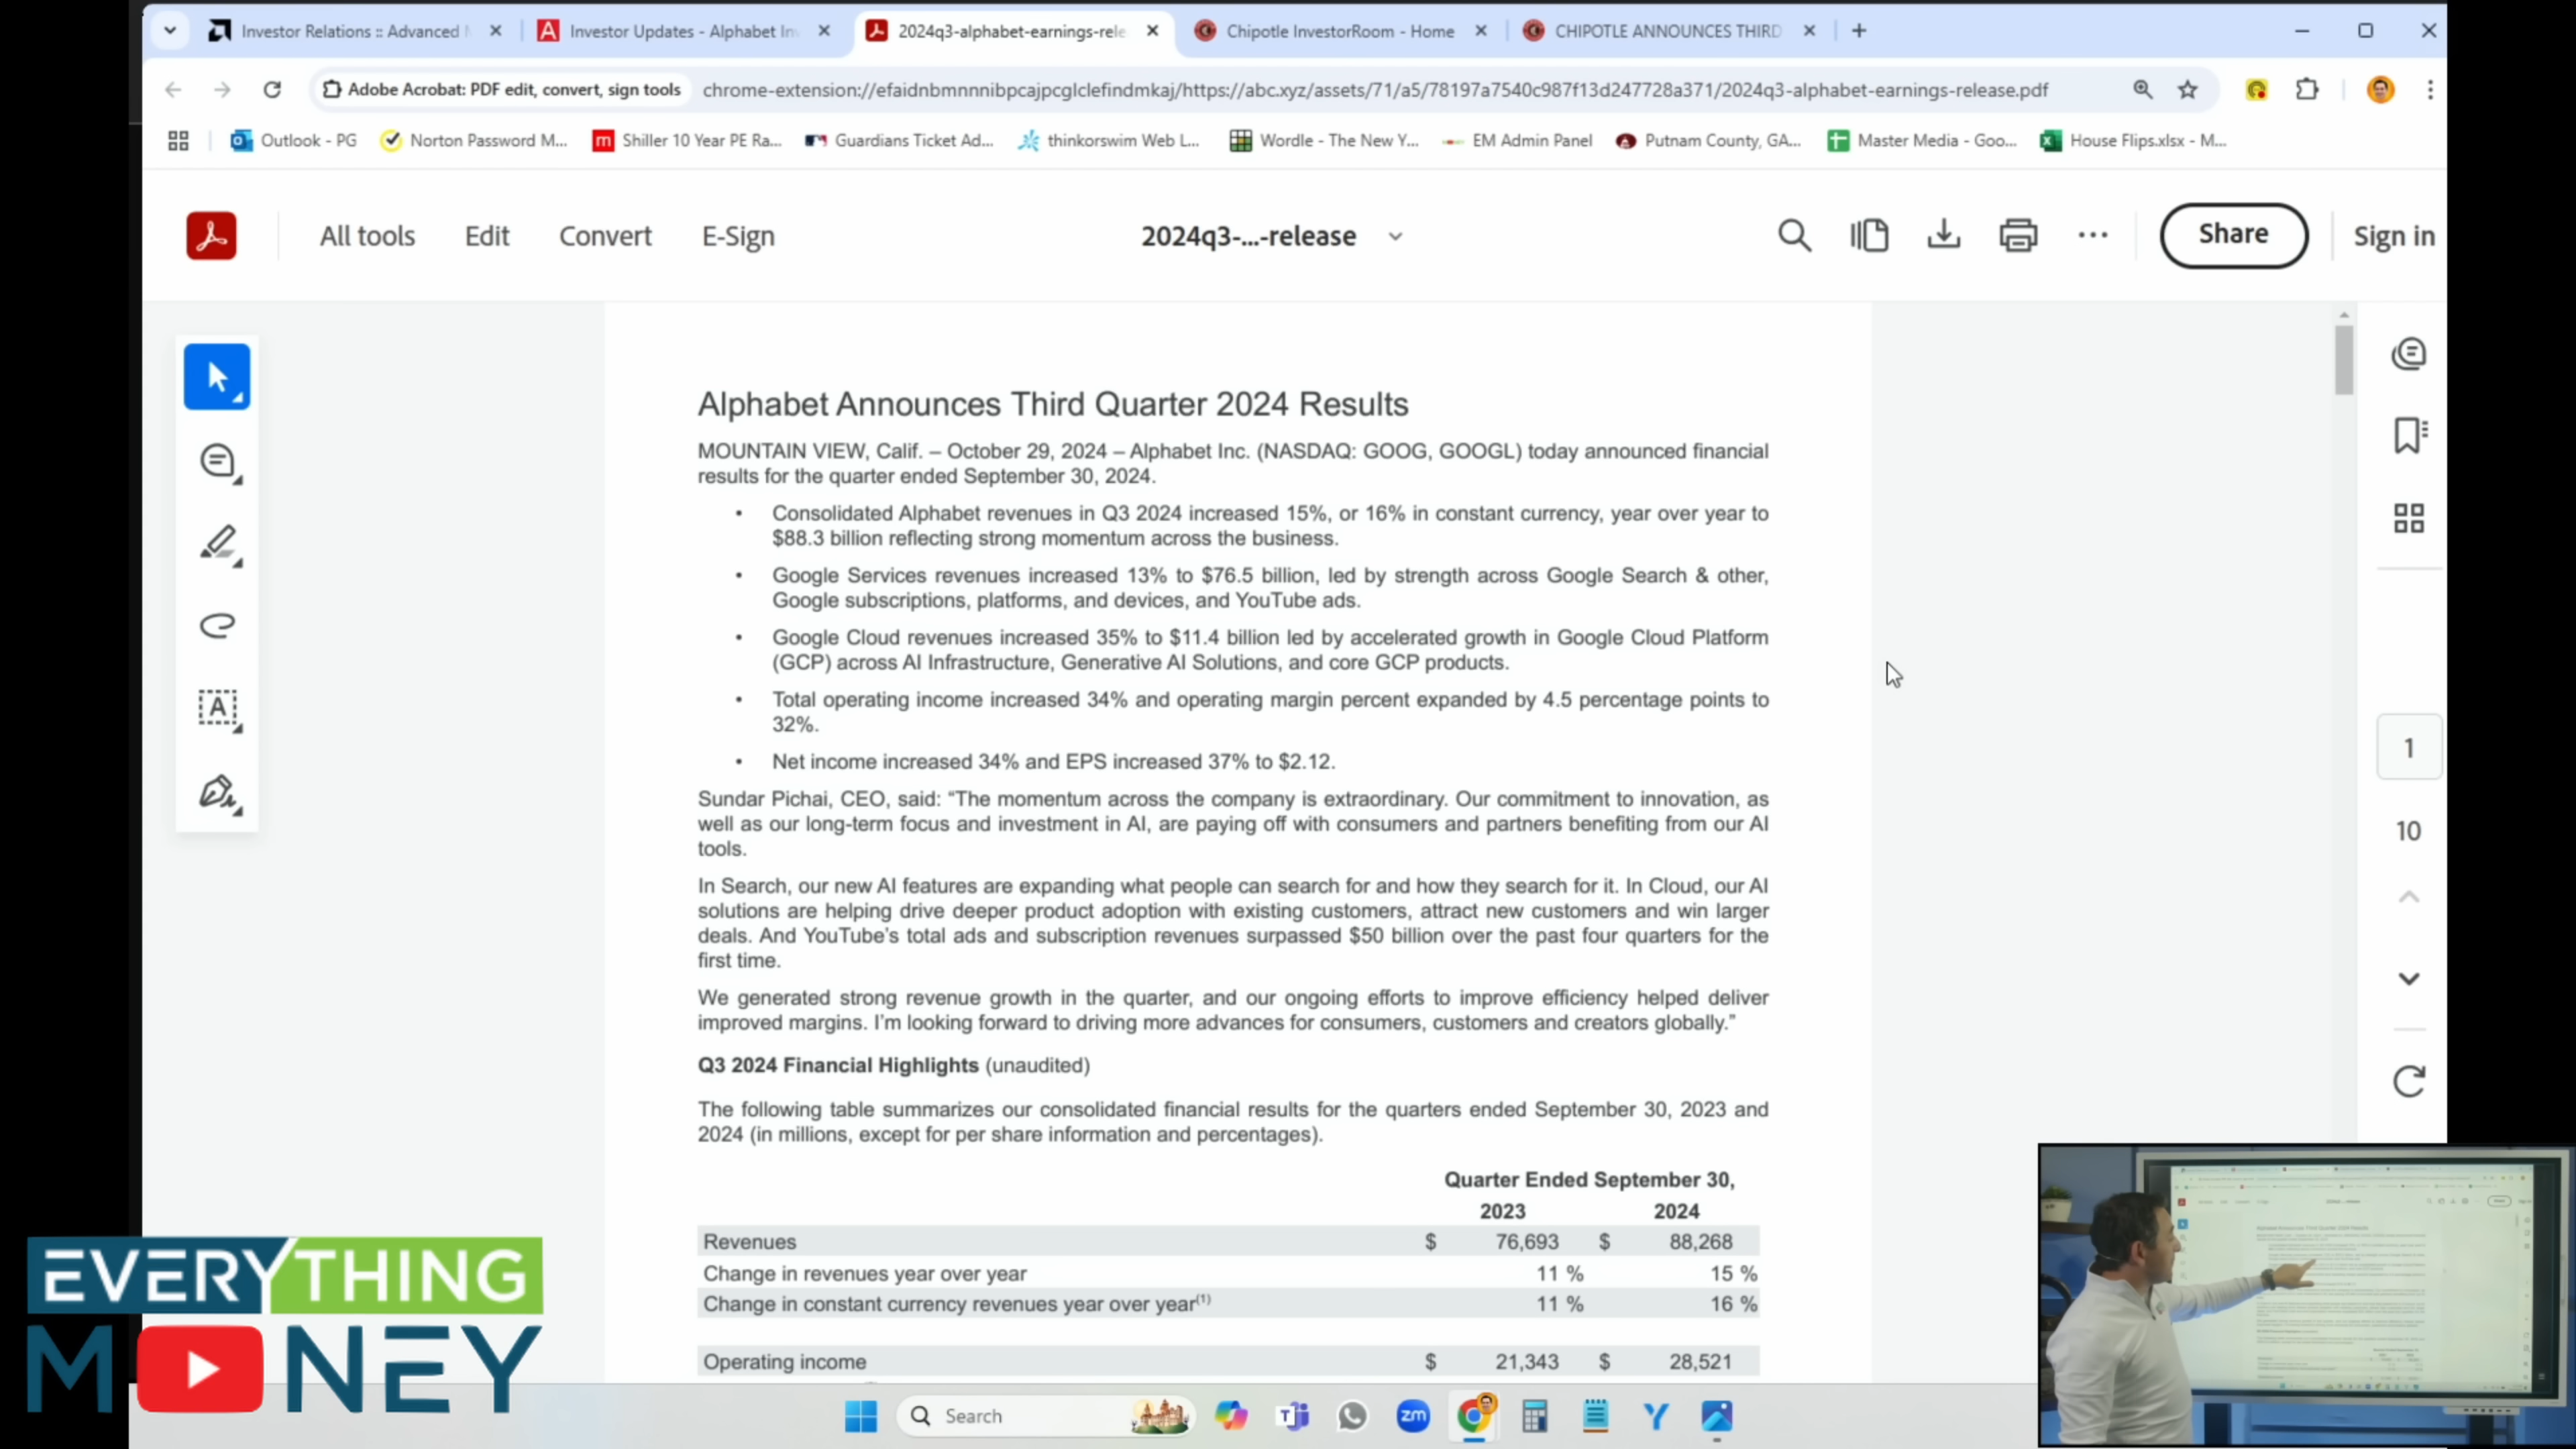 Investor Relations :: Advanced M
Investor Updates - Alphabet In
2024q3-alphabet-earnings-rele
Chipotle InvestorRoom - Home
CHIPOTLE ANNOUNCES THIRD
Adobe Acrobat: PDF edit, convert, sign tools
chrome-extension://efaidnbmnnnibpcajpcglclefindmkaj/https://abc.xyz/assets/71/a5/78197a7540c987f13d247728a371/2024q3-alphabet-earnings-release.pdf
Outlook - PG
Norton Password M...
Shiller 10 Year PE Ra...
Guardians Ticket Ad...
thinkorswim Web L...
Wordle - The New Y...
EM Admin Panel
Putnam County, GA...
Master Media - Goo...
House Flips.xlsx - M...
All tools
Edit
Convert
E-Sign
2024q3-...-release
Share
Sign in
Alphabet Announces Third Quarter 2024 Results
MOUNTAIN VIEW, Calif. – October 29, 2024 – Alphabet Inc. (NASDAQ: GOOG, GOOGL) today announced financial
results for the quarter ended September 30, 2024.
• Consolidated Alphabet revenues in Q3 2024 increased 15%, or 16% in constant currency, year over year to
$88.3 billion reflecting strong momentum across the business.
• Google Services revenues increased 13% to $76.5 billion, led by strength across Google Search & other,
Google subscriptions, platforms, and devices, and YouTube ads.
• Google Cloud revenues increased 35% to $11.4 billion led by accelerated growth in Google Cloud Platform
(GCP) across AI Infrastructure, Generative AI Solutions, and core GCP products.
• Total operating income increased 34% and operating margin percent expanded by 4.5 percentage points to
32%.
• Net income increased 34% and EPS increased 37% to $2.12.
Sundar Pichai, CEO, said: “The momentum across the company is extraordinary. Our commitment to innovation, as
well as our long-term focus and investment in AI, are paying off with consumers and partners benefiting from our AI
tools.
In Search, our new AI features are expanding what people can search for and how they search for it. In Cloud, our AI
solutions are helping drive deeper product adoption with existing customers, attract new customers and win larger
deals. And YouTube’s total ads and subscription revenues surpassed $50 billion over the past four quarters for the
first time.
We generated strong revenue growth in the quarter, and our ongoing efforts to improve efficiency helped deliver
improved margins. I’m looking forward to driving more advances for consumers, customers and creators globally.”
Q3 2024 Financial Highlights (unaudited)
The following table summarizes our consolidated financial results for the quarters ended September 30, 2023 and
2024 (in millions, except for per share information and percentages).
Quarter Ended September 30,
2023 2024
Revenues $ 76,693 $ 88,268
Change in revenues year over year 11 % 15 %
Change in constant currency revenues year over year(1) 11 % 16 %
Operating income $ 21,343 $ 28,521
1
10
EVERYTHING
MONEY
Search
zm